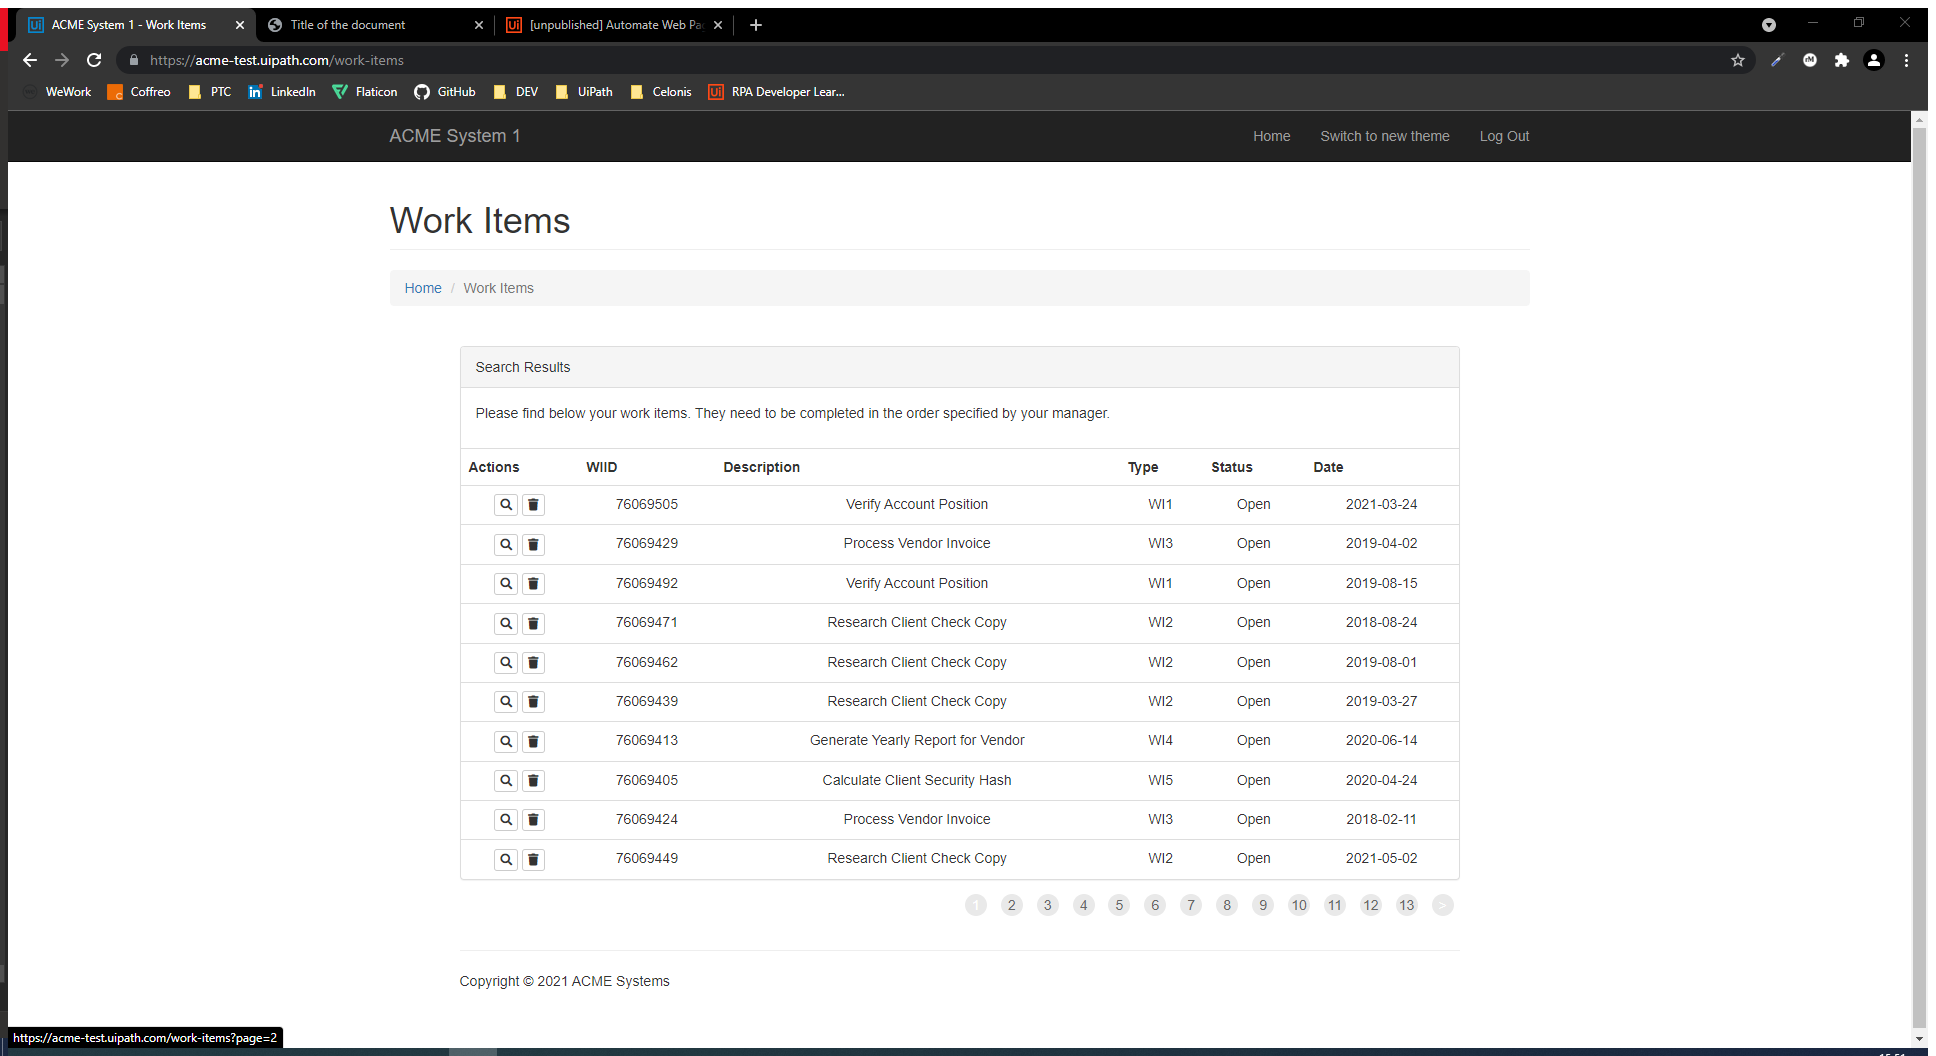 ACME System 1 - Work Items
Title of the document
[unpublished] Automate Web Pa
https://acme-test.uipath.com/work-items
WeWork Coffreo PTC LinkedIn Flaticon GitHub DEV UiPath Celonis RPA Developer Lear...
ACME System 1 Home Switch to new theme Log Out
Work Items
Home / Work Items
Search Results
Please find below your work items. They need to be completed in the order specified by your manager.
Actions WIID Description Type Status Date
76069505 Verify Account Position WI1 Open 2021-03-24
76069429 Process Vendor Invoice WI3 Open 2019-04-02
76069492 Verify Account Position WI1 Open 2019-08-15
76069471 Research Client Check Copy WI2 Open 2018-08-24
76069462 Research Client Check Copy WI2 Open 2019-08-01
76069439 Research Client Check Copy WI2 Open 2019-03-27
76069413 Generate Yearly Report for Vendor WI4 Open 2020-06-14
76069405 Calculate Client Security Hash WI5 Open 2020-04-24
76069424 Process Vendor Invoice WI3 Open 2018-02-11
76069449 Research Client Check Copy WI2 Open 2021-05-02
1 2 3 4 5 6 7 8 9 10 11 12 13 >
Copyright © 2021 ACME Systems
https://acme-test.uipath.com/work-items?page=2